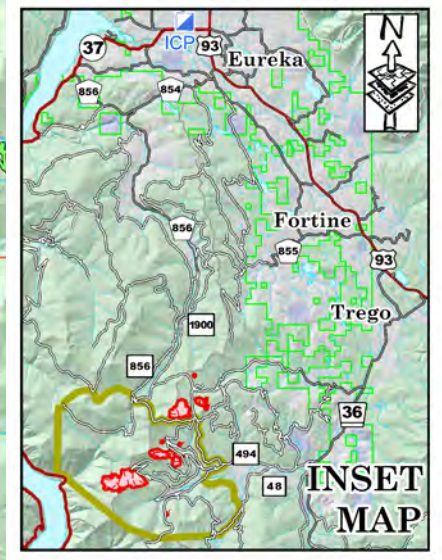 N
ICP
37
93
Eureka
856
854
856
Fortine
855
93
Trego
1900
856
36
494
48
INSET
MAP